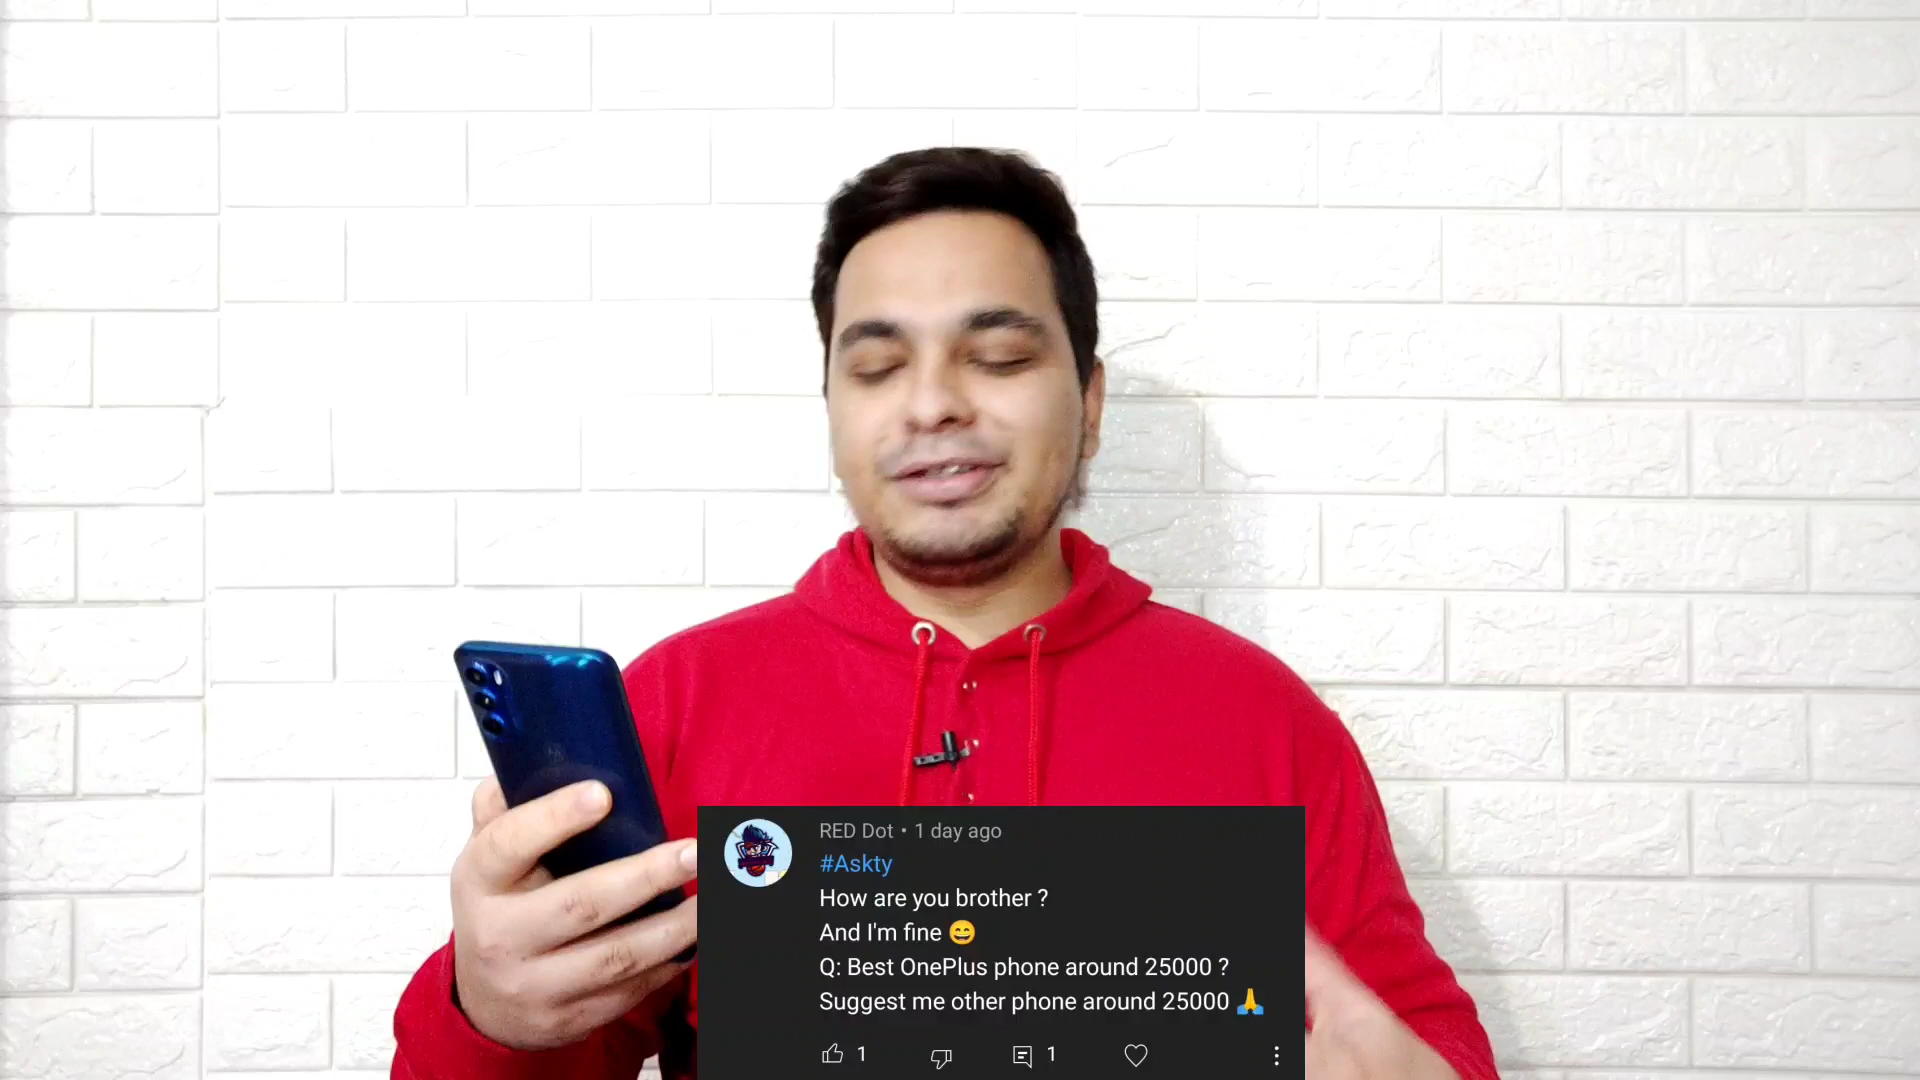 RED Dot • 1 day ago
#Askty
How are you brother ?
And I'm fine 😄
Q: Best OnePlus phone around 25000 ?
Suggest me other phone around 25000 🙏
1 1